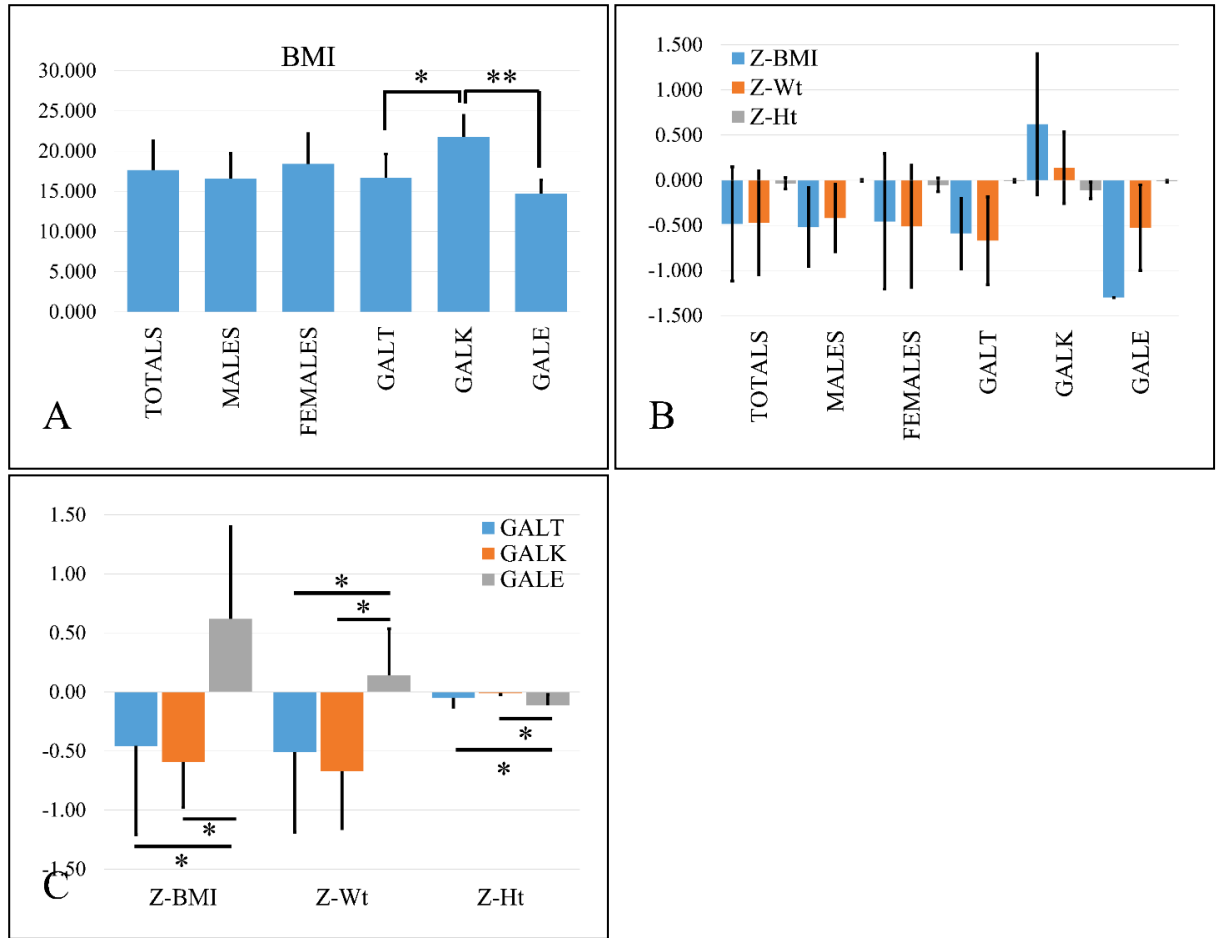 BMI
30.000
25.000
20.000
15.000
10.000
5.000
0.000
* **
TOTALS
MALES
FEMALES
GALT
GALK
GALE
A
1.500
1.000
0.500
0.000
-0.500
-1.000
-1.500
Z-BMI
Z-Wt
Z-Ht
TOTALS
MALES
FEMALES
GALT
GALK
GALE
B
1.50
1.00
0.50
0.00
-0.50
-1.00
-1.50
GALT
GALK
GALE
*
*
*
*
*
*
Z-BMI Z-Wt Z-Ht
C